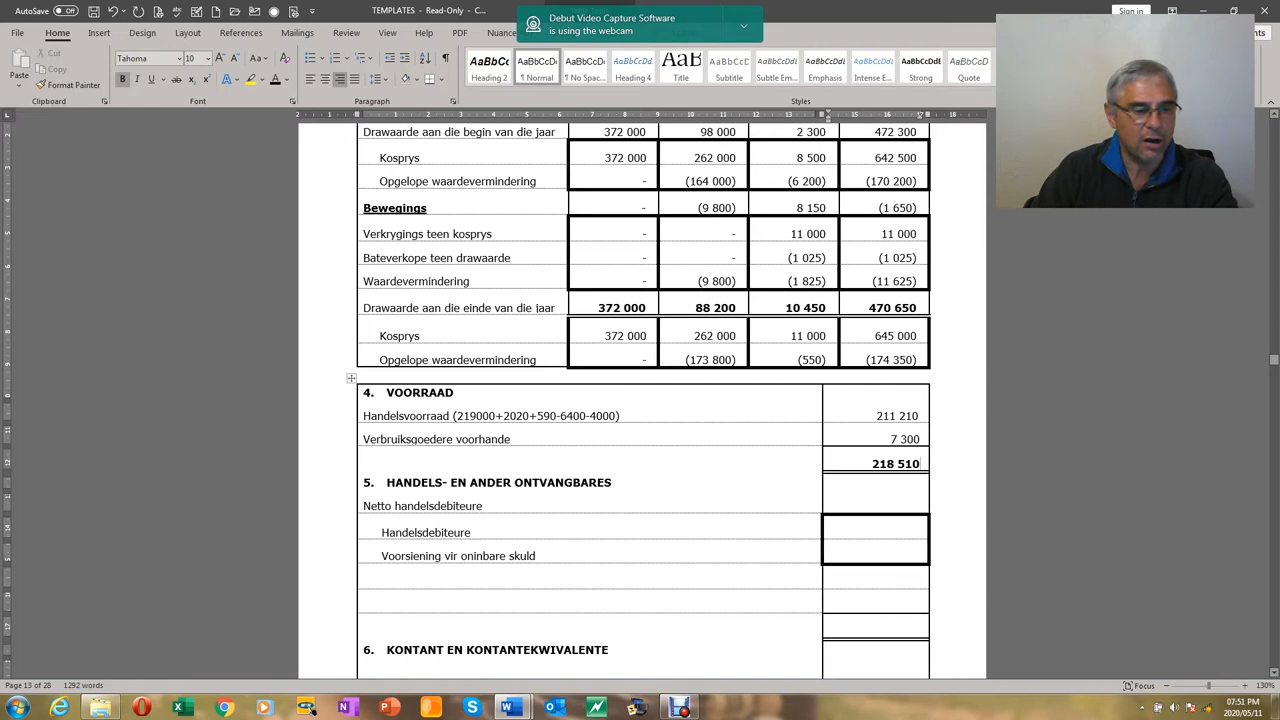 AutoSave
Off
TEMPLATES - Read-Only - Word
Sign in
Debut Video Capture Software
is using the webcam
File Home Insert Draw Design Layout References
Help PDF Nuance
Cut
Copy
Format Painter
Paste
Tahoma 10
Clipboard Font Paragraph Styles
Heading 2 ¶ Normal ¶ No Spac... Heading 4 Title Subtitle Subtle Em... Emphasis Intense E... Strong Quote
Drawaarde aan die begin van die jaar 372 000 98 000 2 300 472 300
Kosprys 372 000 262 000 8 500 642 500
Opgelope waardevermindering - (164 000) (6 200) (170 200)
Bewegings - (9 800) 8 150 (1 650)
Verkrygings teen kosprys - - 11 000 11 000
Bateverkope teen drawaarde - - (1 025) (1 025)
Waardevermindering - (9 800) (1 825) (11 625)
Drawaarde aan die einde van die jaar 372 000 88 200 10 450 470 650
Kosprys 372 000 262 000 11 000 645 000
Opgelope waardevermindering - (173 800) (550) (174 350)
4. VOORRAAD
Handelsvoorraad (219000+2020+590-6400-4000) 211 210
Verbruiksgoedere voorhande 7 300
218 510
5. HANDELS- EN ANDER ONTVANGBARES
Netto handelsdebiteure
Handelsdebiteure
Voorsiening vir oninbare skuld
6. KONTANT EN KONTANTEKWIVALENTE
Page 13 of 28 1292 words
Focus
130%
07:51 PM
2020/05/11